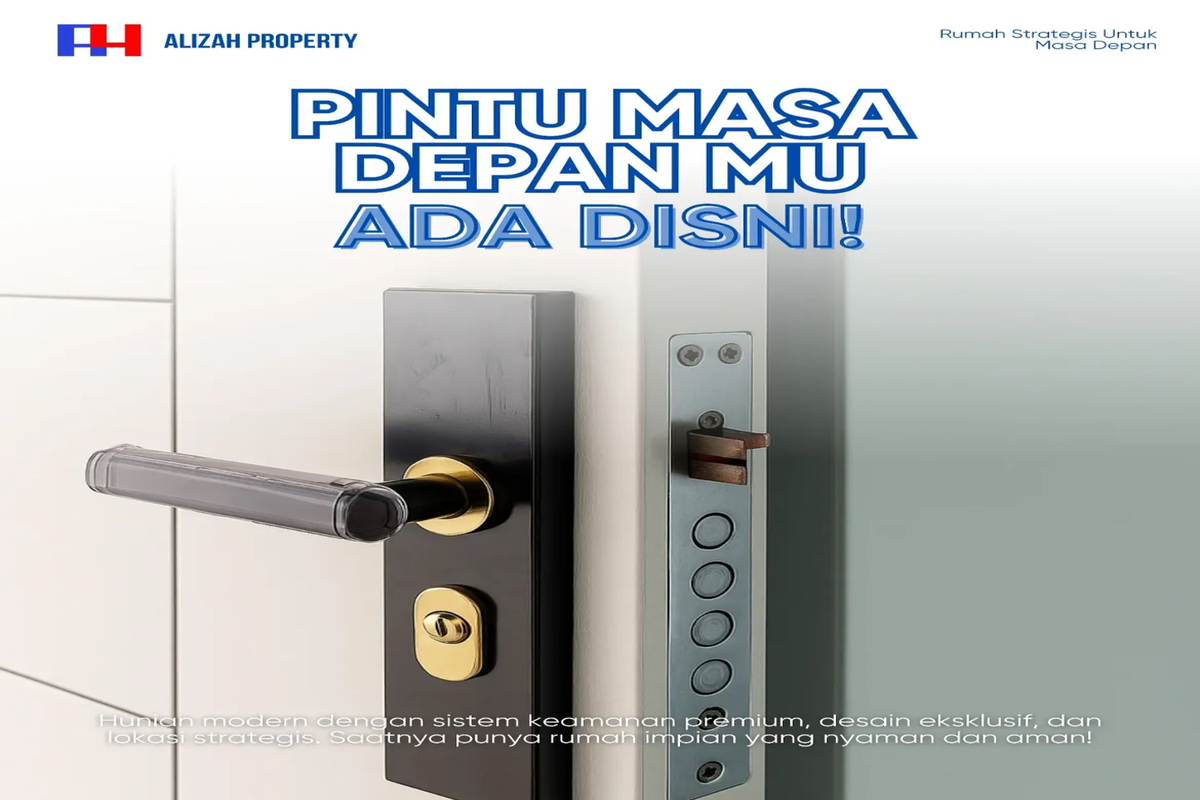 ALIZAH PROPERTY
Rumah Strategis Untuk
Masa Depan
PINTU MASA
DEPAN MU
ADA DISNI!
Hunian modern dengan sistem keamanan premium, desain eksklusif, dan
lokasi strategis. Saatnya punya rumah impian yang nyaman dan aman!